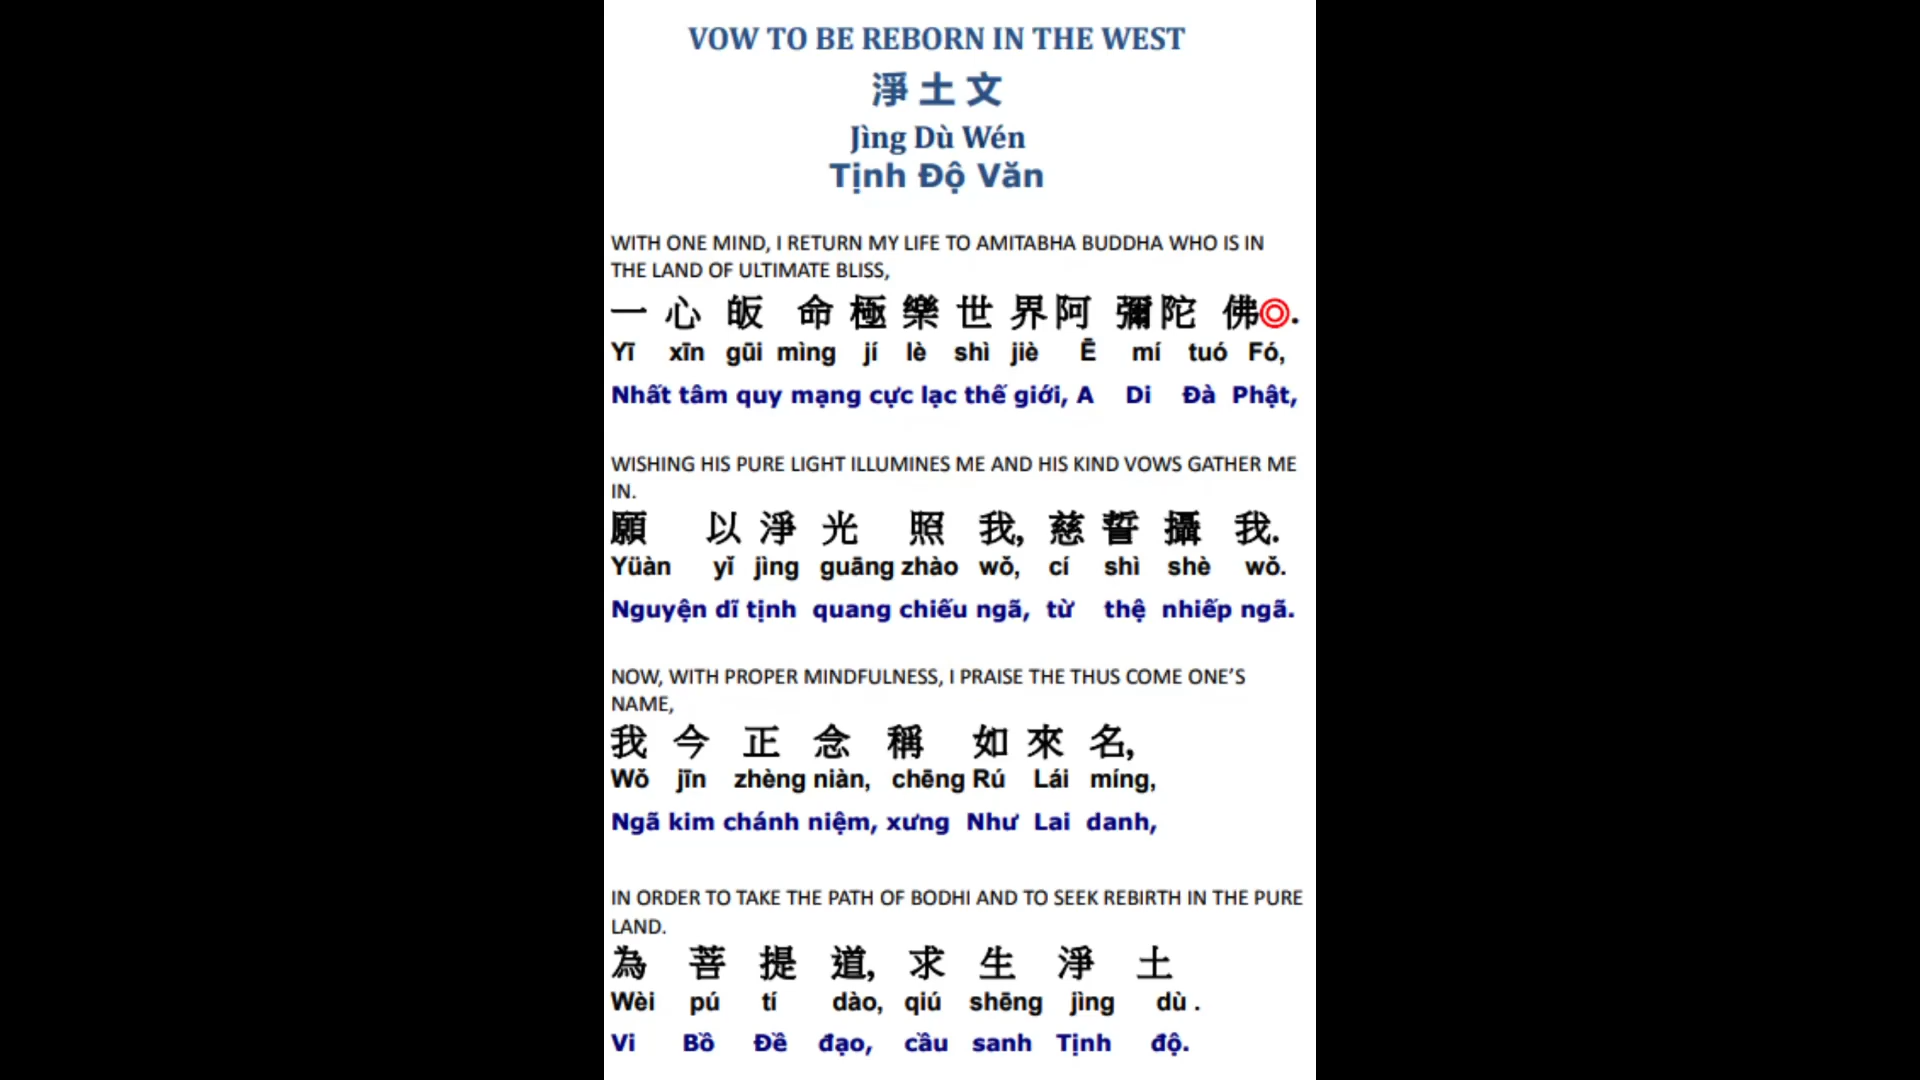 VOW TO BE REBORN IN THE WEST
淨 土 文
Jìng Dù Wén
Tịnh Độ Văn
WITH ONE MIND, I RETURN MY LIFE TO AMITABHA BUDDHA WHO IS IN
THE LAND OF ULTIMATE BLISS,
一 心 皈 命 極 樂 世 界 阿 彌 陀 佛◎.
Yī xīn gūi mìng jí lè shì jiè Ē mí tuó Fó,
Nhất tâm quy mạng cực lạc thế giới, A Di Đà Phật,
WISHING HIS PURE LIGHT ILLUMINES ME AND HIS KIND VOWS GATHER ME
IN.
願 以 淨 光 照 我, 慈 誓 攝 我.
Yüàn yǐ jìng guāng zhào wǒ, cí shì shè wǒ.
Nguyện dĩ tịnh quang chiếu ngã, từ thệ nhiếp ngã.
NOW, WITH PROPER MINDFULNESS, I PRAISE THE THUS COME ONE’S
NAME,
我 今 正 念 稱 如 來 名,
Wǒ jīn zhèng niàn, chēng Rú Lái míng,
Ngã kim chánh niệm, xưng Như Lai danh,
IN ORDER TO TAKE THE PATH OF BODHI AND TO SEEK REBIRTH IN THE PURE
LAND.
為 菩 提 道, 求 生 淨 土
Wèi pú tí dào, qiú shēng jìng dù .
Vi Bồ Đề đạo, cầu sanh Tịnh độ.